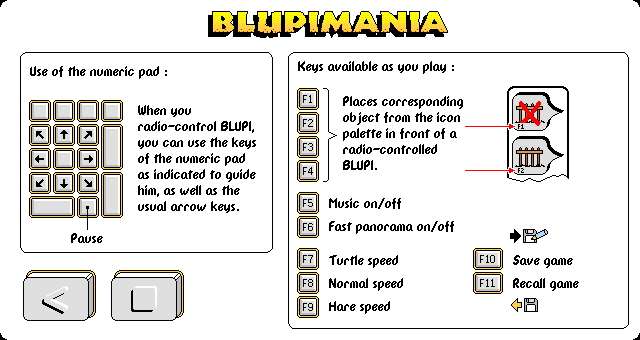 BLUPIMANIA
Use of the numeric pad :
When you
radio-control BLUPI,
you can use the keys
of the numeric pad
as indicated to guide
him, as well as the
usual arrow keys.
Pause
Keys available as you play :
F1
F2
F3
F4
Places corresponding
object from the icon
palette in front of a
radio-controlled
BLUPI.
F1
F2
F5 Music on/off
F6 Fast panorama on/off
F7 Turtle speed
F8 Normal speed
F9 Hare speed
F10 Save game
F11 Recall game